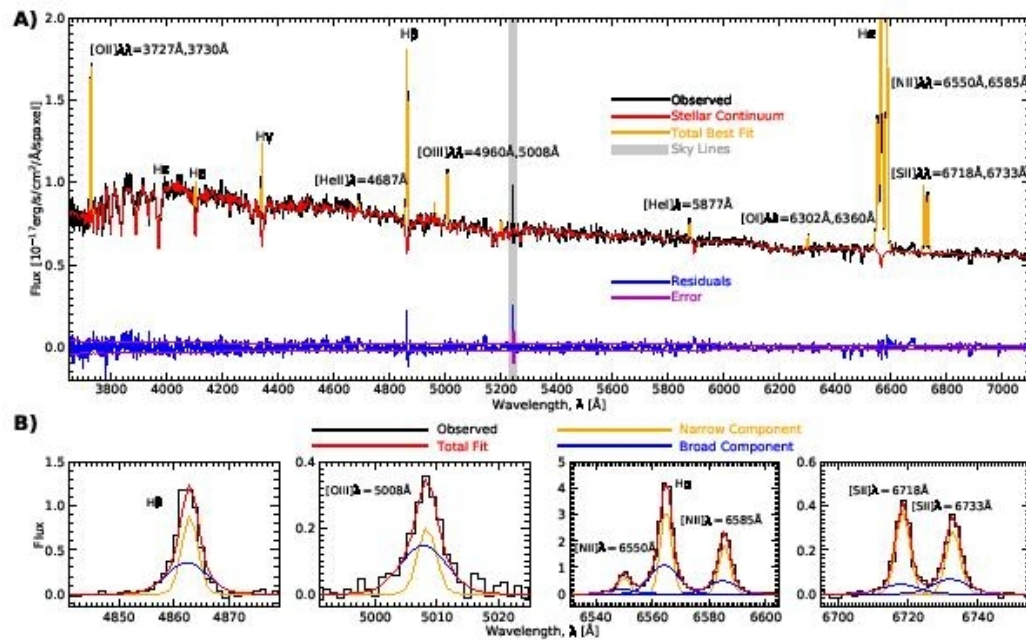 A)
2.0
[OII]λλ=3727Å,3730Å
Hβ
Hα
[NII]λλ=6550Å,6585Å
1.5
Observed
Stellar Continuum
Total Best Fit
Sky Lines
Hγ
[OIII]λλ=4960Å,5008Å
Hε
[HeII]λ=4687Å
[SII]λλ=6718Å,6733Å
1.0
[HeI]λ=5877Å
[OI]λλ=6302Å,6360Å
0.5
Residuals
Error
0.0
Flux [10⁻¹⁷erg/s/cm²/Å/spaxel]
3800 4000 4200 4400 4600 4800 5000 5200 5400 5600 5800 6000 6200 6400 6600 6800 7000
Wavelength, λ [Å]
B)
Observed
Total Fit
Narrow Component
Broad Component
1.5
1.0
0.5
0.0
Flux
Hβ
4850 4860 4870
0.4
0.2
0.0
[OIII]λ = 5008Å
5000 5010 5020
5
4
3
2
1
0
Hα
[NII]λ = 6550Å
[NII]λ = 6585Å
6540 6560 6580 6600
0.6
0.4
0.2
0.0
[SII]λ = 6718Å
[SII]λ = 6733Å
6700 6720 6740
Wavelength, λ [Å]